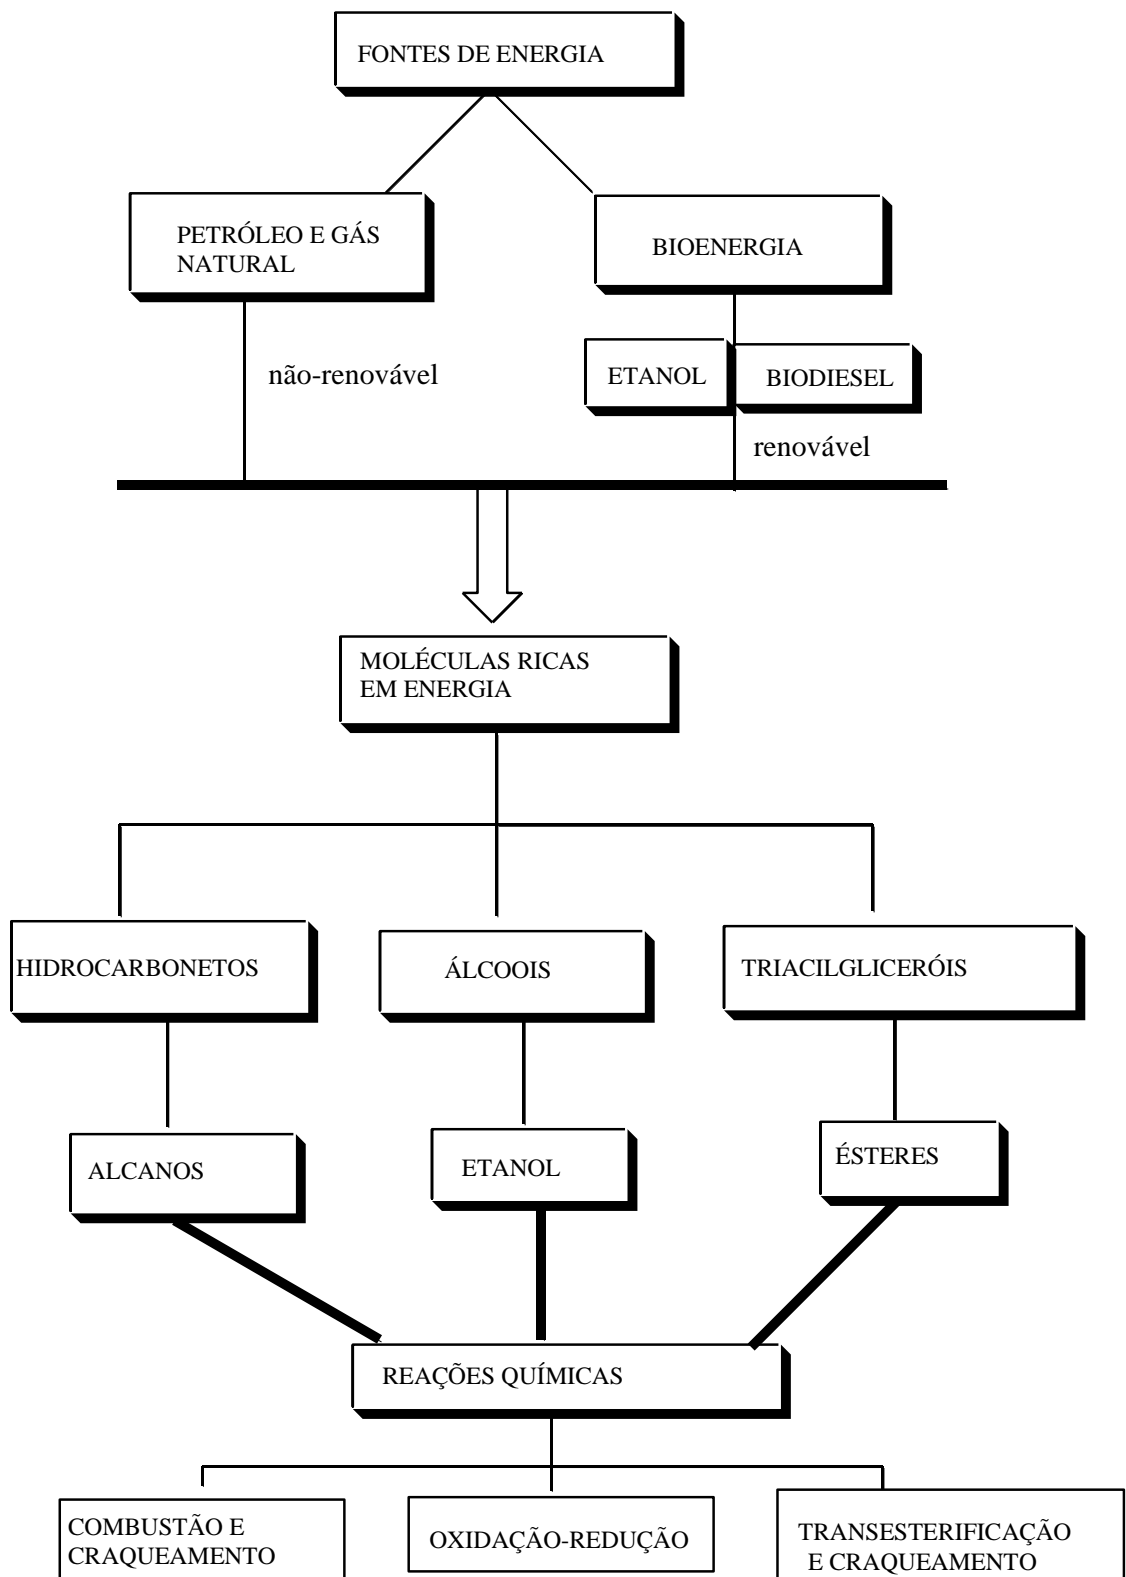 FONTES DE ENERGIA
PETRÓLEO E GÁS
NATURAL
BIOENERGIA
não-renovável
ETANOL
BIODIESEL
renovável
MOLÉCULAS RICAS
EM ENERGIA
HIDROCARBONETOS
ÁLCOOIS
TRIACILGLICERÓIS
ALCANOS
ETANOL
ÉSTERES
REAÇÕES QUÍMICAS
COMBUSTÃO E
CRAQUEAMENTO
OXIDAÇÃO-REDUÇÃO
TRANSESTERIFICAÇÃO
E CRAQUEAMENTO